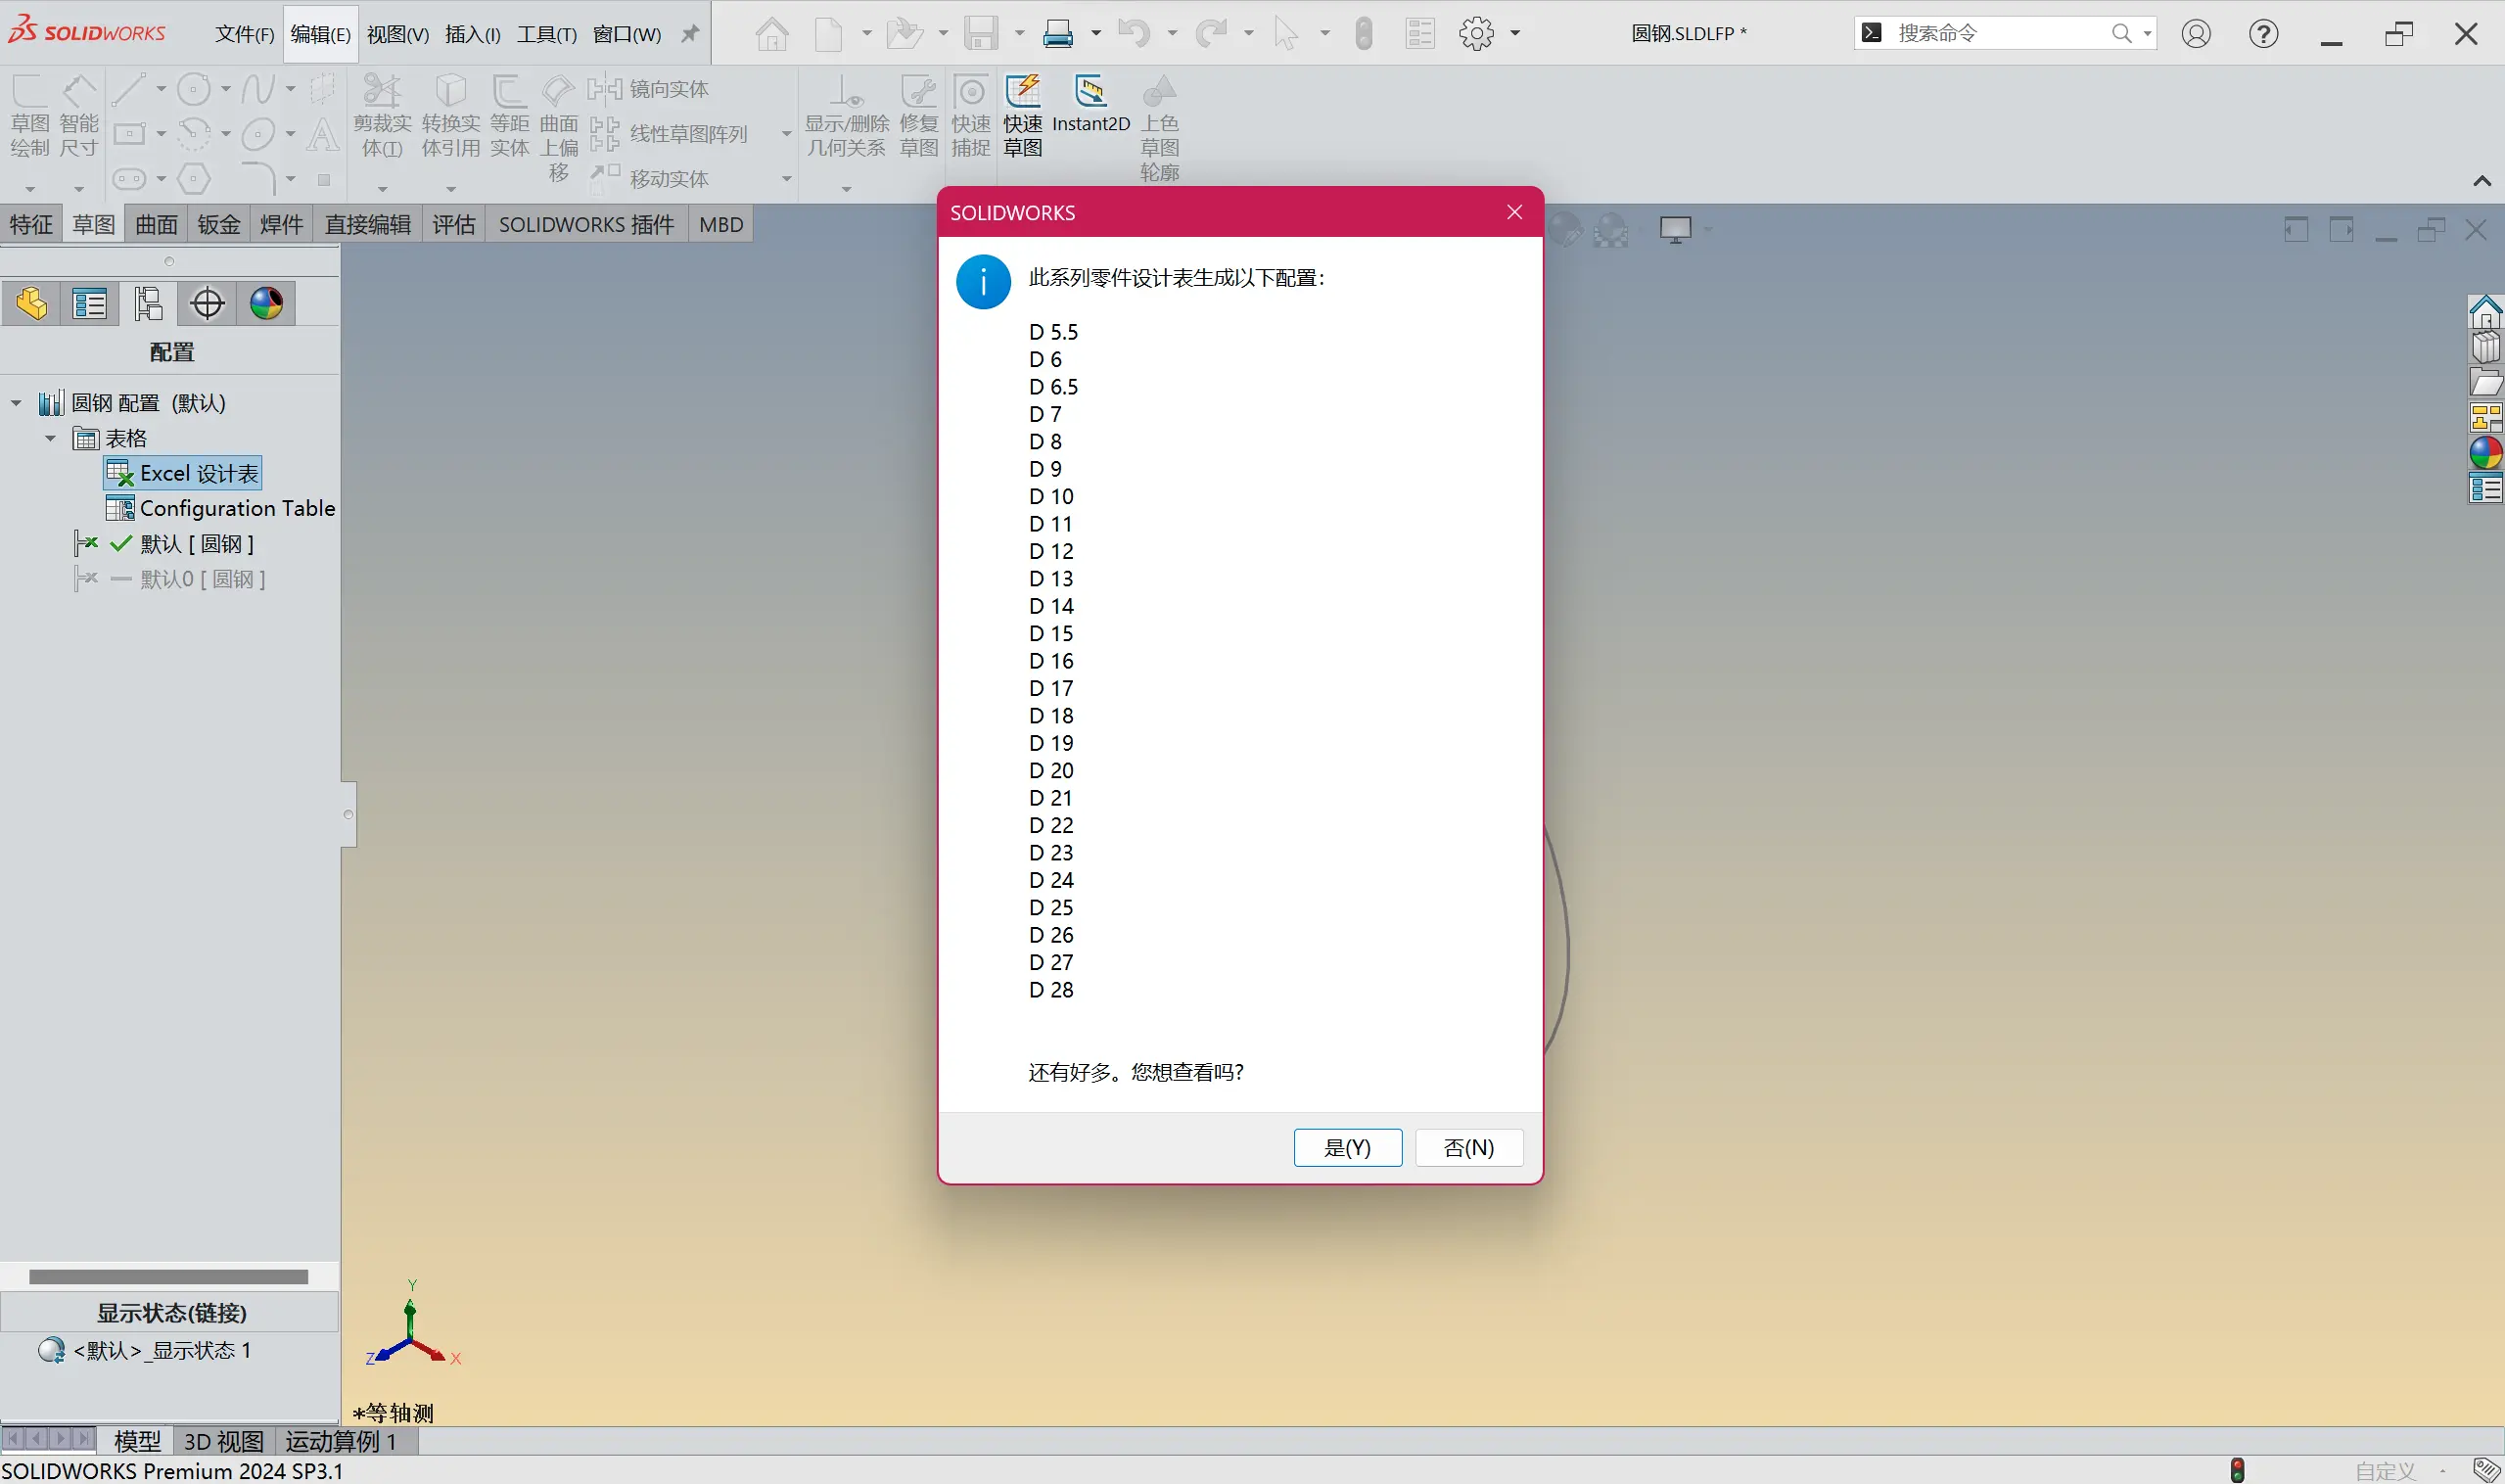 SOLIDWORKS 文件(F) 编辑(E) 视图(V) 插入(I) 工具(T) 窗口(W) 圆钢.SLDLFP * 搜索命令
草图绘制 智能尺寸 剪裁实体(I) 转换实体引用 等距实体 曲面上偏移 镜向实体 线性草图阵列 移动实体 显示/删除几何关系 修复草图 快速捕捉 快速草图 Instant2D 上色草图轮廓
特征 草图 曲面 钣金 焊件 直接编辑 评估 SOLIDWORKS 插件 MBD
配置
圆钢 配置 (默认)
表格
Excel 设计表
Configuration Table
默认 [ 圆钢 ]
默认0 [ 圆钢 ]
SOLIDWORKS
此系列零件设计表生成以下配置：
D 5.5
D 6
D 6.5
D 7
D 8
D 9
D 10
D 11
D 12
D 13
D 14
D 15
D 16
D 17
D 18
D 19
D 20
D 21
D 22
D 23
D 24
D 25
D 26
D 27
D 28
还有好多。您想查看吗?
是(Y) 否(N)
显示状态(链接)
<默认>_显示状态 1
Y
Z X
*等轴测
模型 3D 视图 运动算例 1
SOLIDWORKS Premium 2024 SP3.1 自定义